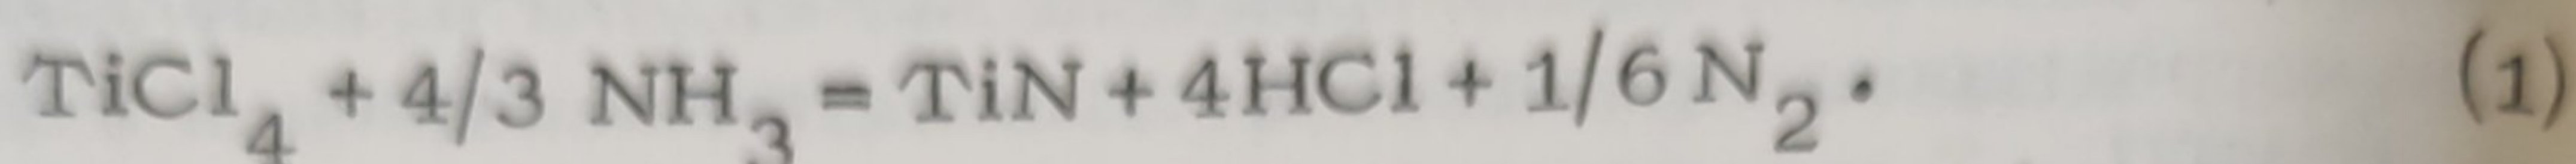 TiCl₄ + 4/3 NH₃ = TiN + 4HCl + 1/6 N₂. (1)